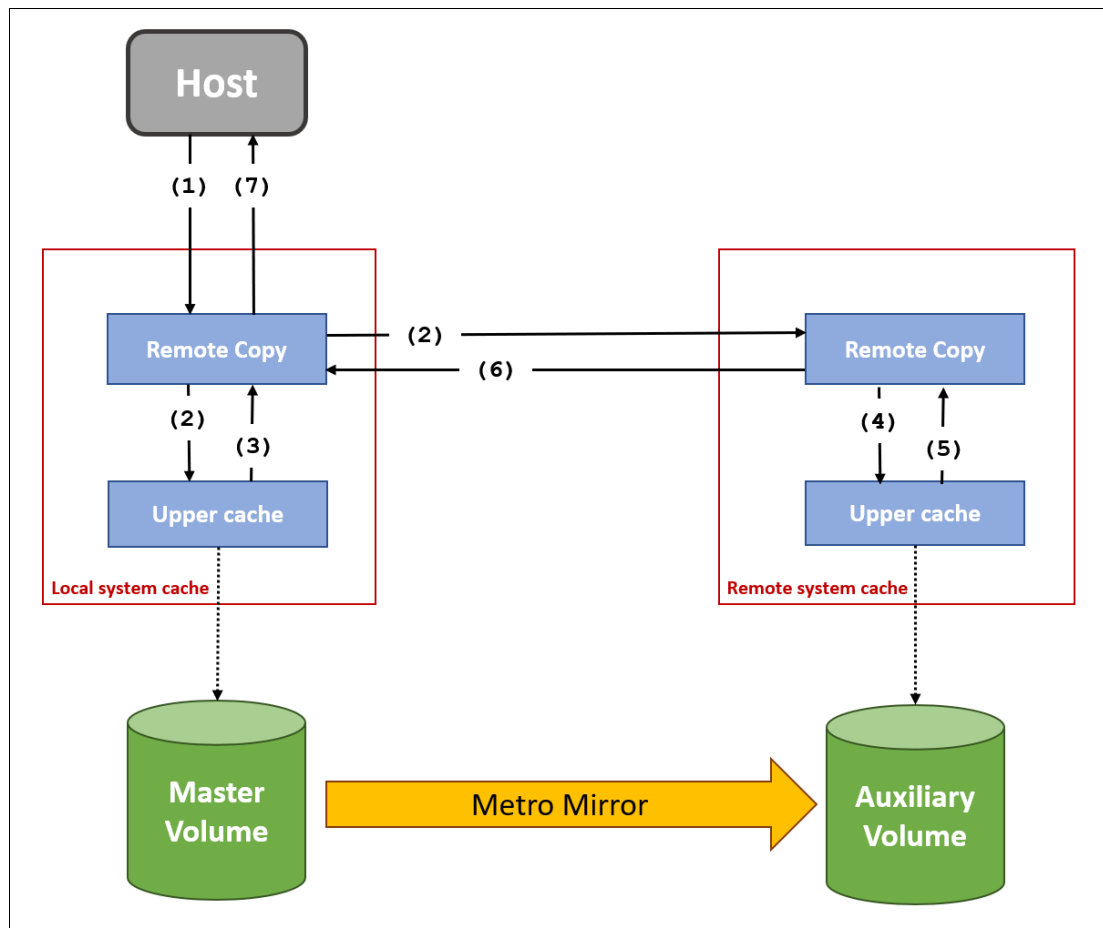 Host
(1)
(7)
Remote Copy
(2)
(6)
Remote Copy
(2)
(3)
(4)
(5)
Upper cache
Upper cache
Local system cache
Remote system cache
Master
Volume
Metro Mirror
Auxiliary
Volume